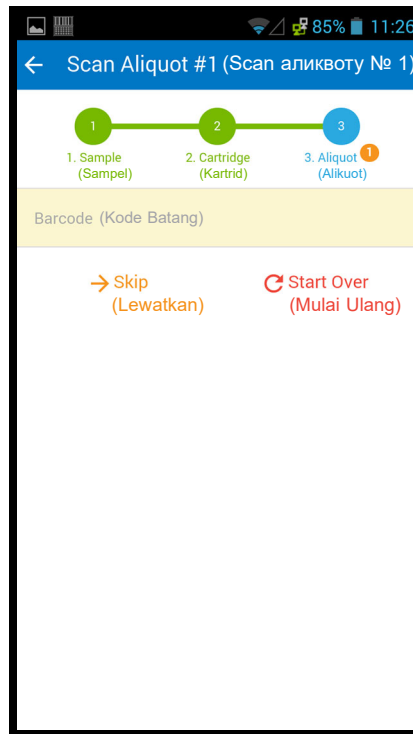 85% 11:26
Scan Aliquot #1 (Scan аликвоту № 1)
1 2 3
1. Sample 2. Cartridge 3. Aliquot 1
(Sampel) (Kartrid) (Alikuot)
Barcode (Kode Batang)
Skip Start Over
(Lewatkan) (Mulai Ulang)